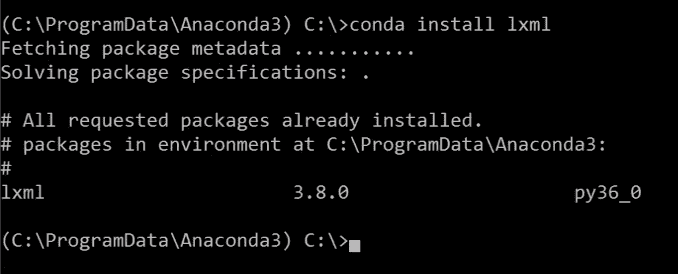 (C:\ProgramData\Anaconda3) C:\>conda install lxml
Fetching package metadata ...........
Solving package specifications: .
# All requested packages already installed.
# packages in environment at C:\ProgramData\Anaconda3:
#
lxml                      3.8.0                    py36_0
(C:\ProgramData\Anaconda3) C:\>